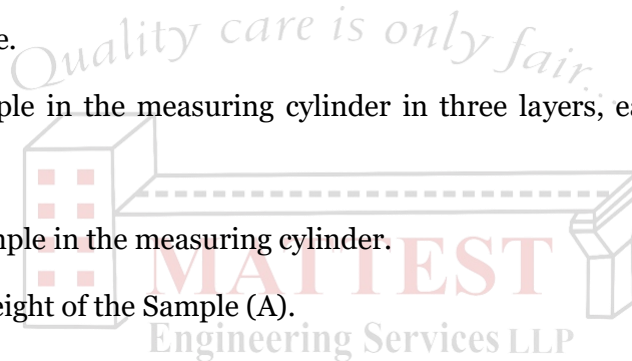 e.
Quality care is only fair...
ple in the measuring cylinder in three layers, ea
mple in the measuring cylinder.
MATTEST
eight of the Sample (A).
Engineering Services LLP